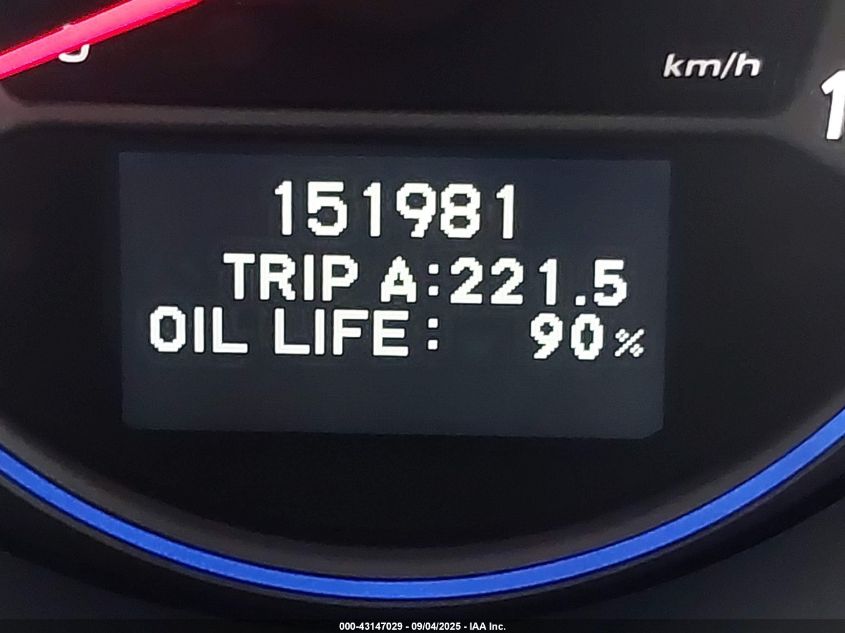 km/h
151981
TRIP A:221.5
OIL LIFE: 90%
000-43147029 - 09/04/2025 - IAA Inc.